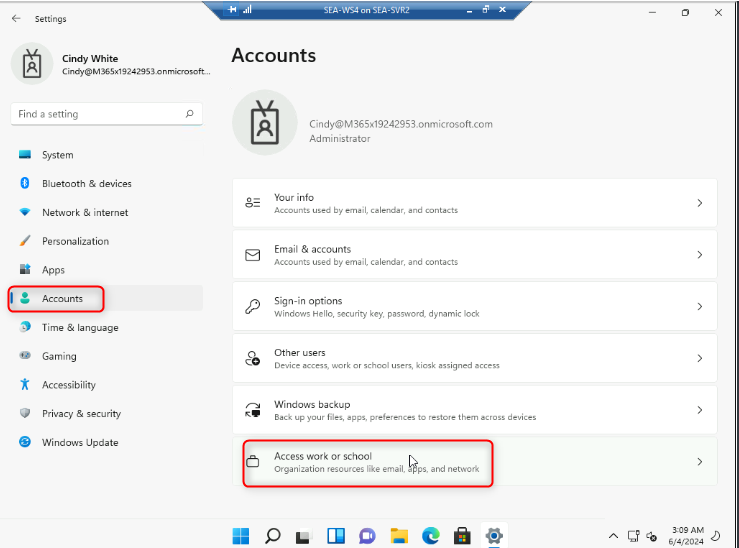 SEA-WS4 on SEA-SVR2
Settings
Cindy White
Cindy@M365x19242953.onmicrosoft...
Find a setting
System
Bluetooth & devices
Network & internet
Personalization
Apps
Accounts
Time & language
Gaming
Accessibility
Privacy & security
Windows Update
Accounts
Cindy@M365x19242953.onmicrosoft.com
Administrator
Your info
Accounts used by email, calendar, and contacts
Email & accounts
Accounts used by email, calendar, and contacts
Sign-in options
Windows Hello, security key, password, dynamic lock
Other users
Device access, work or school users, kiosk assigned access
Windows backup
Back up your files, apps, preferences to restore them across devices
Access work or school
Organization resources like email, apps, and network
3:09 AM
6/4/2024